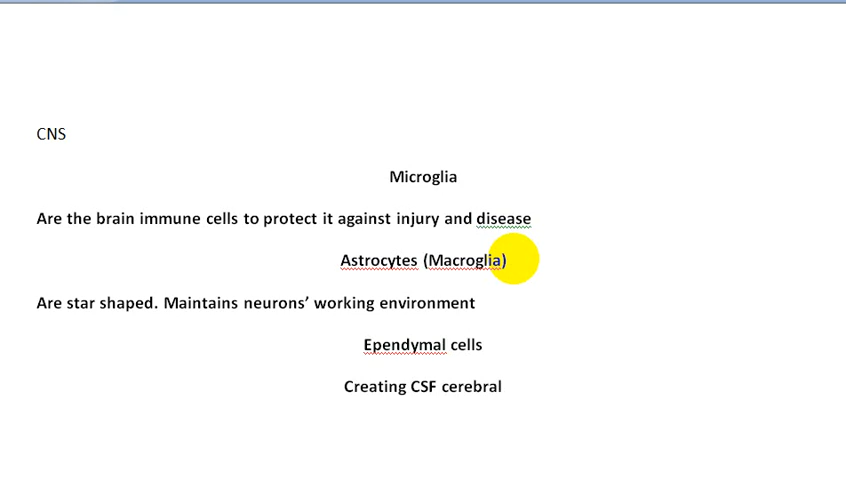 CNS
Microglia
Are the brain immune cells to protect it against injury and disease
Astrocytes (Macroglia)
Are star shaped. Maintains neurons’ working environment
Ependymal cells
Creating CSF cerebral